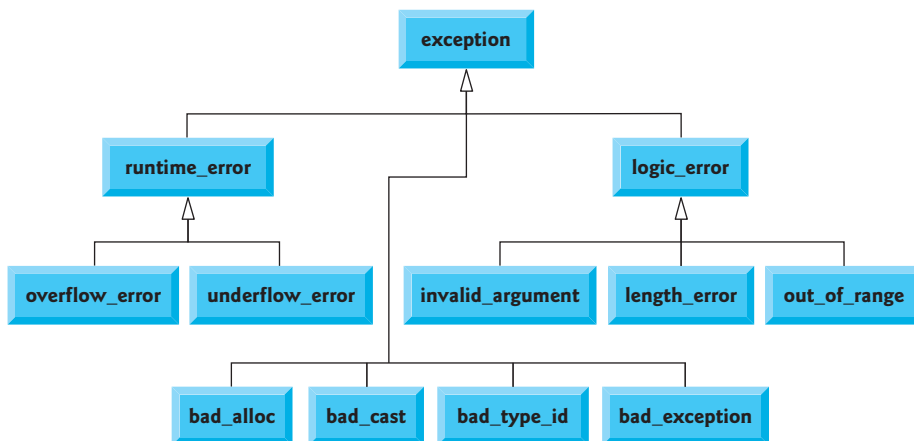 exception
runtime_error
logic_error
overflow_error
underflow_error
invalid_argument
length_error
out_of_range
bad_alloc
bad_cast
bad_type_id
bad_exception